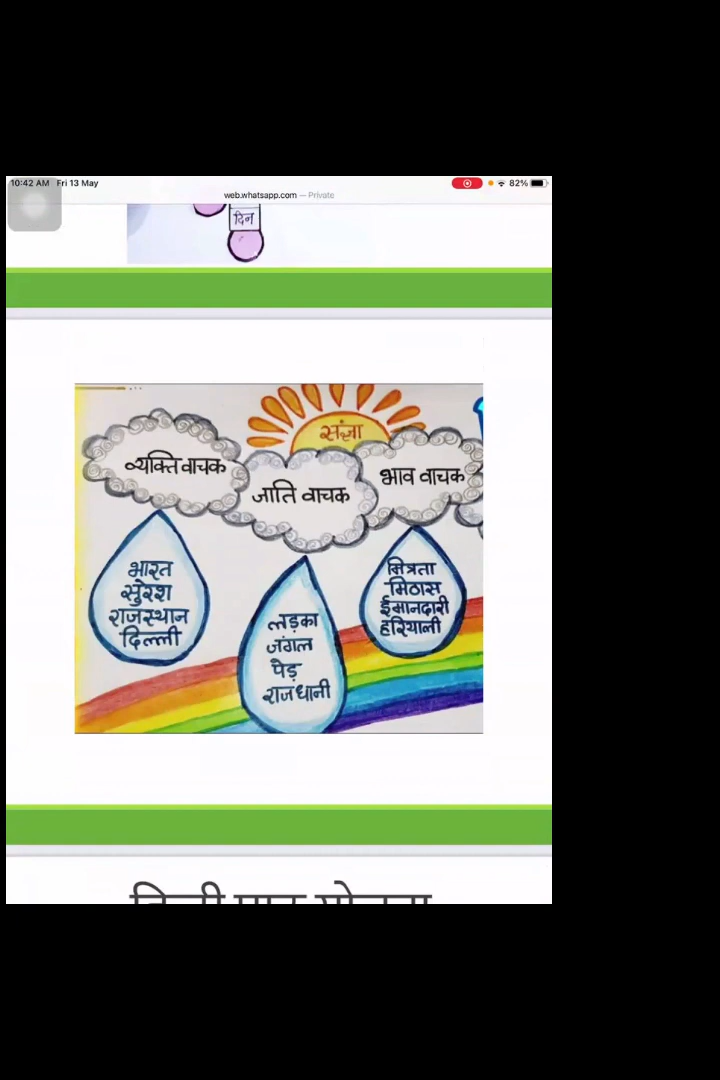 10:42 AM Fri 13 May
82%
web.whatsapp.com — Private
दिन
संज्ञा
व्यक्ति वाचक
जाति वाचक
भाव वाचक
भारत
सुरेश
राजस्थान
दिल्ली
लड़का
जंगल
पेड़
राजधानी
मित्रता
मिठास
ईमानदारी
हरियाली